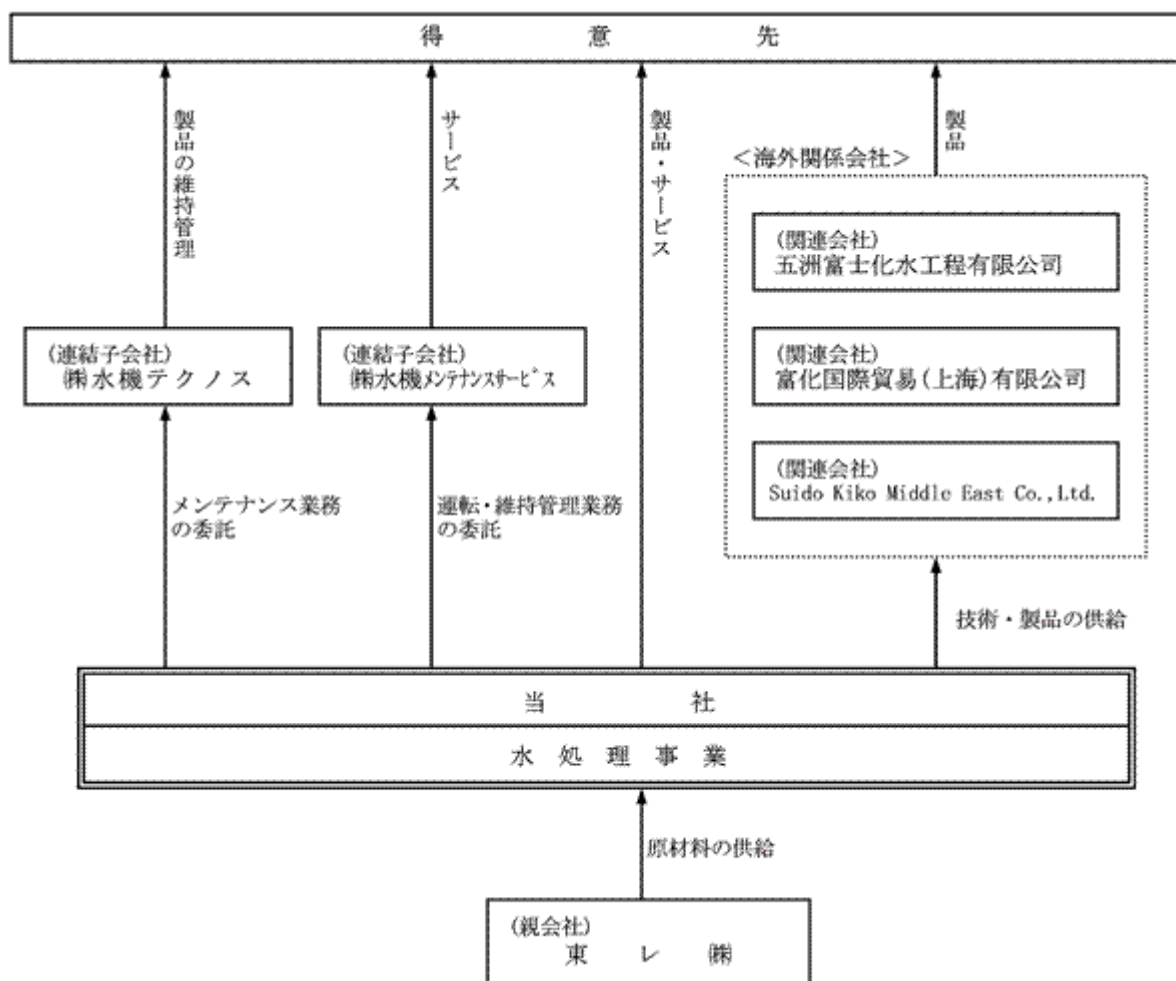 得意先
製品の維持管理
サービス
製品・サービス
製品
＜海外関係会社＞
(関連会社)
五洲富士化水工程有限公司
(連結子会社)
㈱水機テクノス
(連結子会社)
㈱水機ﾒﾝﾃﾅﾝｽｻｰﾋﾞｽ
(関連会社)
富化国際貿易(上海)有限公司
(関連会社)
Suido Kiko Middle East Co.,Ltd.
メンテナンス業務
の委託
運転・維持管理業務
の委託
技術・製品の供給
当社
水処理事業
原材料の供給
(親会社)
東レ㈱